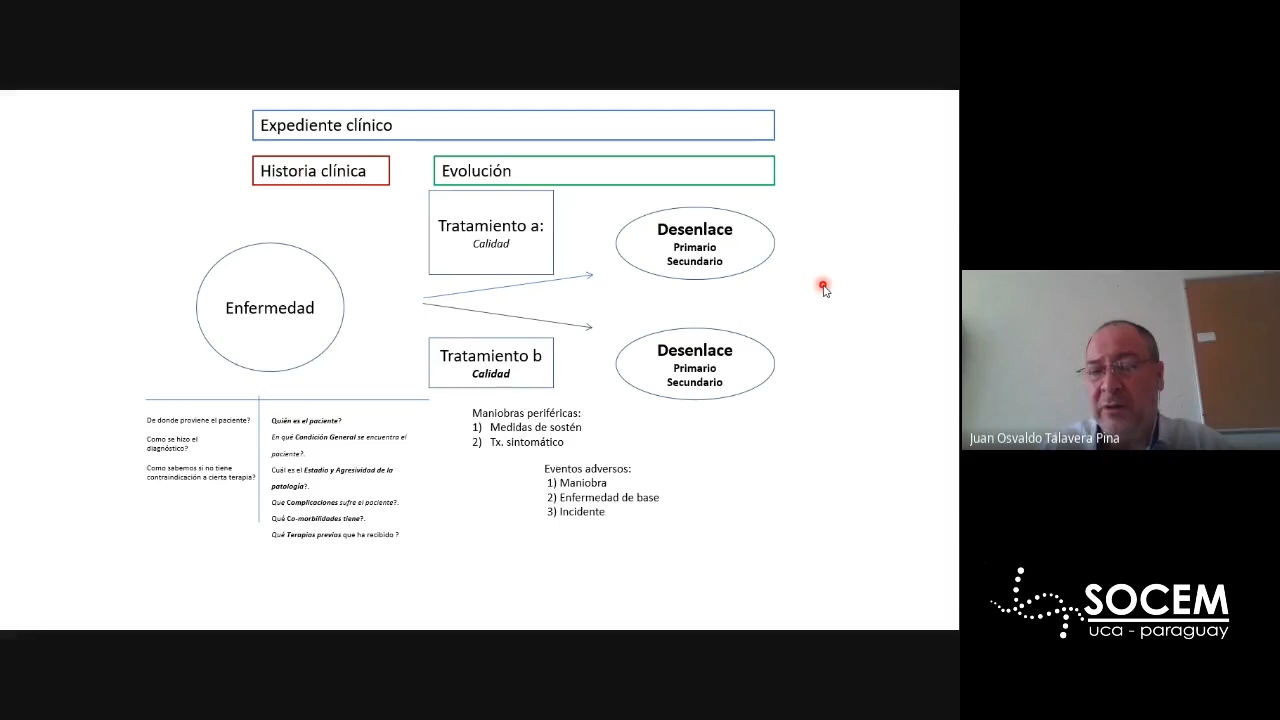 Expediente clínico
Historia clínica
Evolución
Tratamiento a:
Calidad
Desenlace
Primario
Secundario
Enfermedad
Tratamiento b
Calidad
Desenlace
Primario
Secundario
De donde proviene el paciente?
Como se hizo el
diagnóstico?
Como sabemos si no tiene
contraindicación a cierta terapia?
Quién es el paciente?
En qué Condición General se encuentra el
paciente?.
Cuál es el Estadio y Agresividad de la
patología?.
Que Complicaciones sufre el paciente?.
Qué Co-morbilidades tiene?.
Qué Terapias previas que ha recibido ?
Maniobras periféricas:
1) Medidas de sostén
2) Tx. sintomático
Eventos adversos:
1) Maniobra
2) Enfermedad de base
3) Incidente
Juan Osvaldo Talavera Pina
SOCEM
uca - paraguay